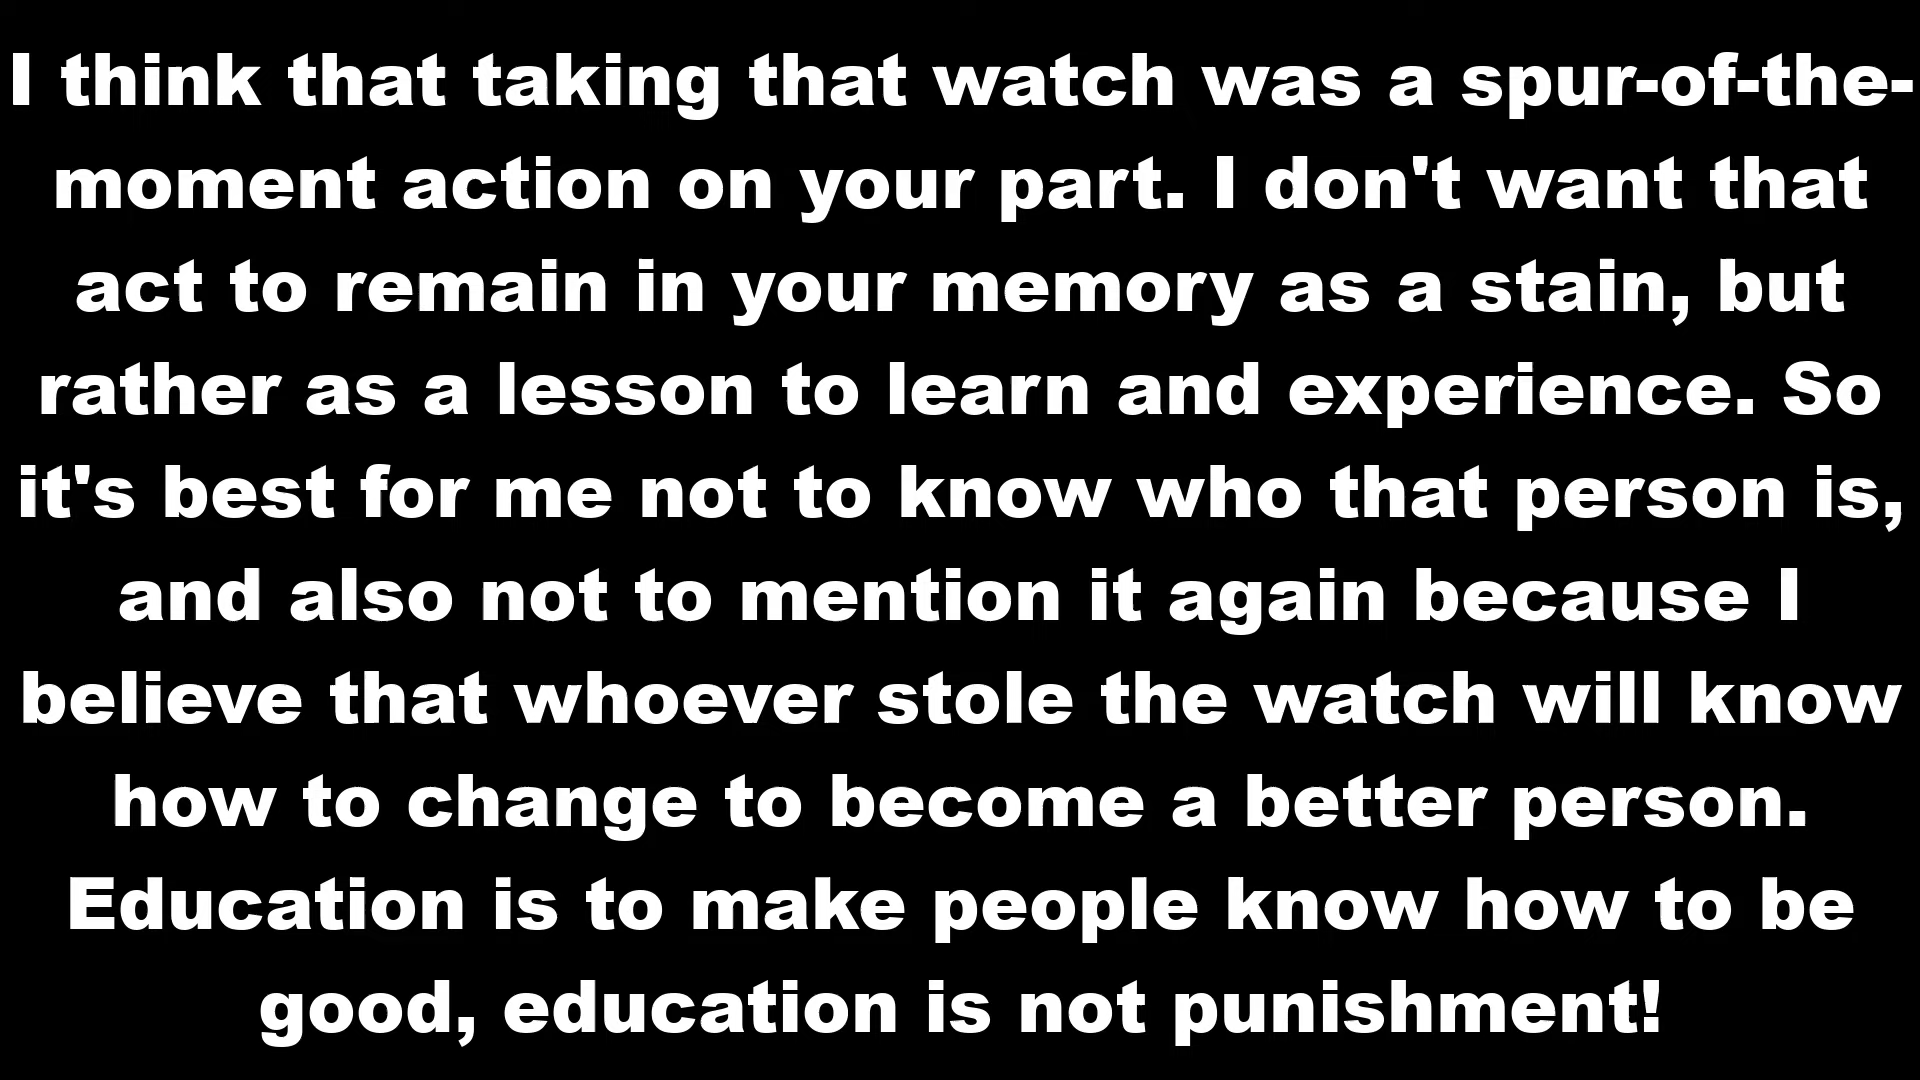 I think that taking that watch was a spur-of-the-
moment action on your part. I don't want that
act to remain in your memory as a stain, but
rather as a lesson to learn and experience. So
it's best for me not to know who that person is,
and also not to mention it again because I
believe that whoever stole the watch will know
how to change to become a better person.
Education is to make people know how to be
good, education is not punishment!